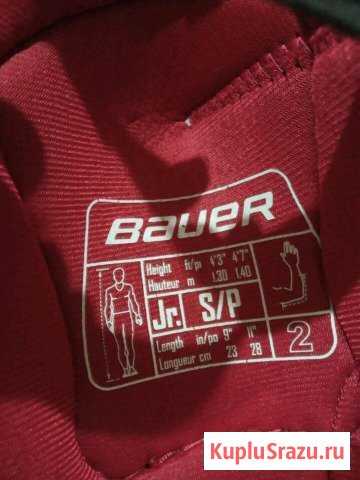 BaUeR
Height ft/pi 4'3" 4'7"
Hauteur m 1.30 1.40
Jr. S/P
Length in/po 9" 11"
Longueur cm 23 28
2
KupluSrazu.ru